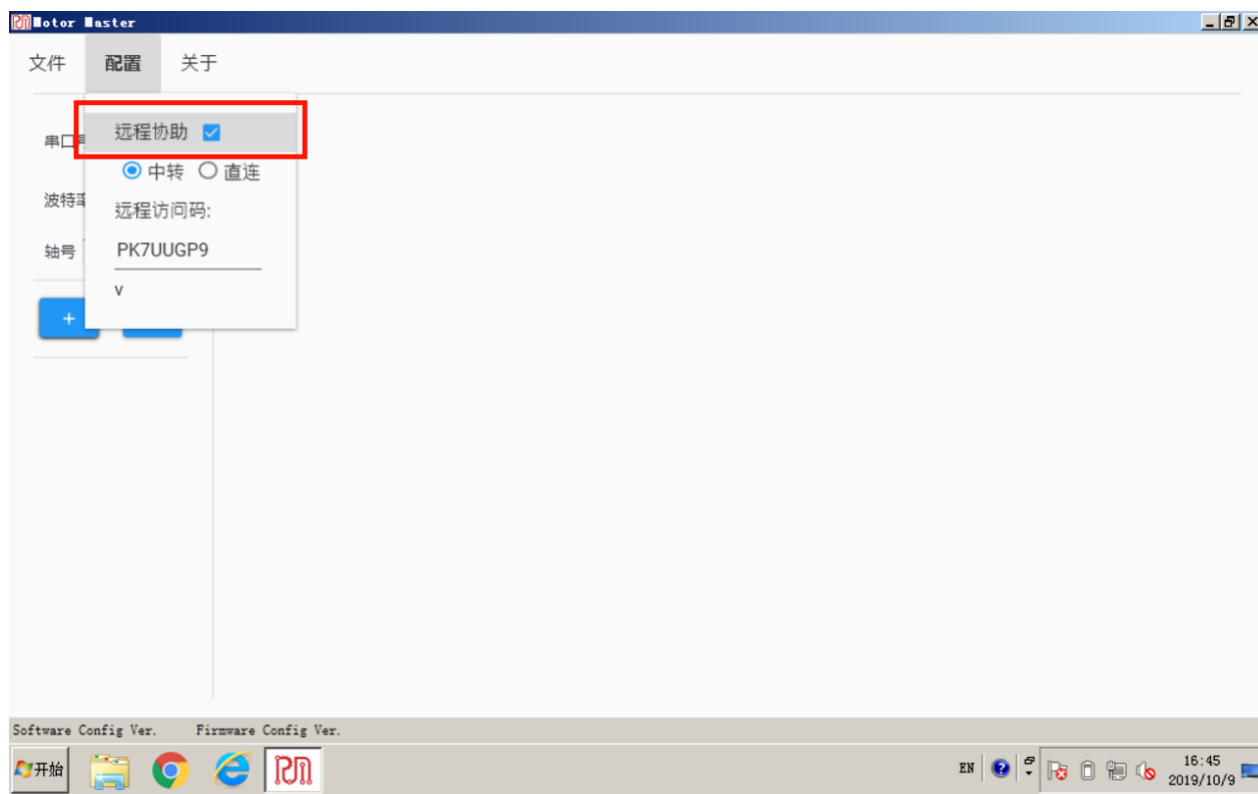 Motor Master
文件 配置 关于
远程协助
串口
中转 直连
波特率
远程访问码:
轴号
PK7UUGP9
v
+
Software Config Ver. Firmware Config Ver.
开始
EN
16:45
2019/10/9